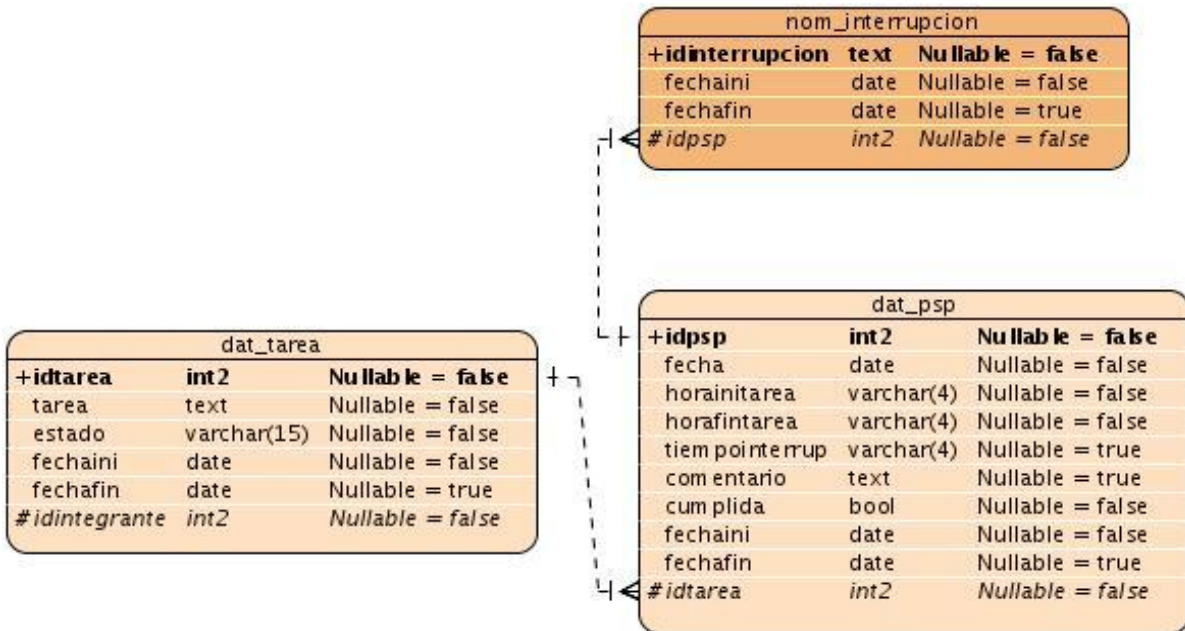 nom_interrupcion
+idinterrupcion text Nullable = false
fechaini date Nullable = false
fechafin date Nullable = true
#idpsp int2 Nullable = false
dat_tarea
+idtarea int2 Nullable = false
tarea text Nullable = false
estado varchar(15) Nullable = false
fechaini date Nullable = false
fechafin date Nullable = true
#idintegrante int2 Nullable = false
dat_psp
+idpsp int2 Nullable = false
fecha date Nullable = false
horainitarea varchar(4) Nullable = false
horafintarea varchar(4) Nullable = false
tiempointerrup varchar(4) Nullable = true
comentario text Nullable = true
cumplida bool Nullable = false
fechaini date Nullable = false
fechafin date Nullable = true
#idtarea int2 Nullable = false